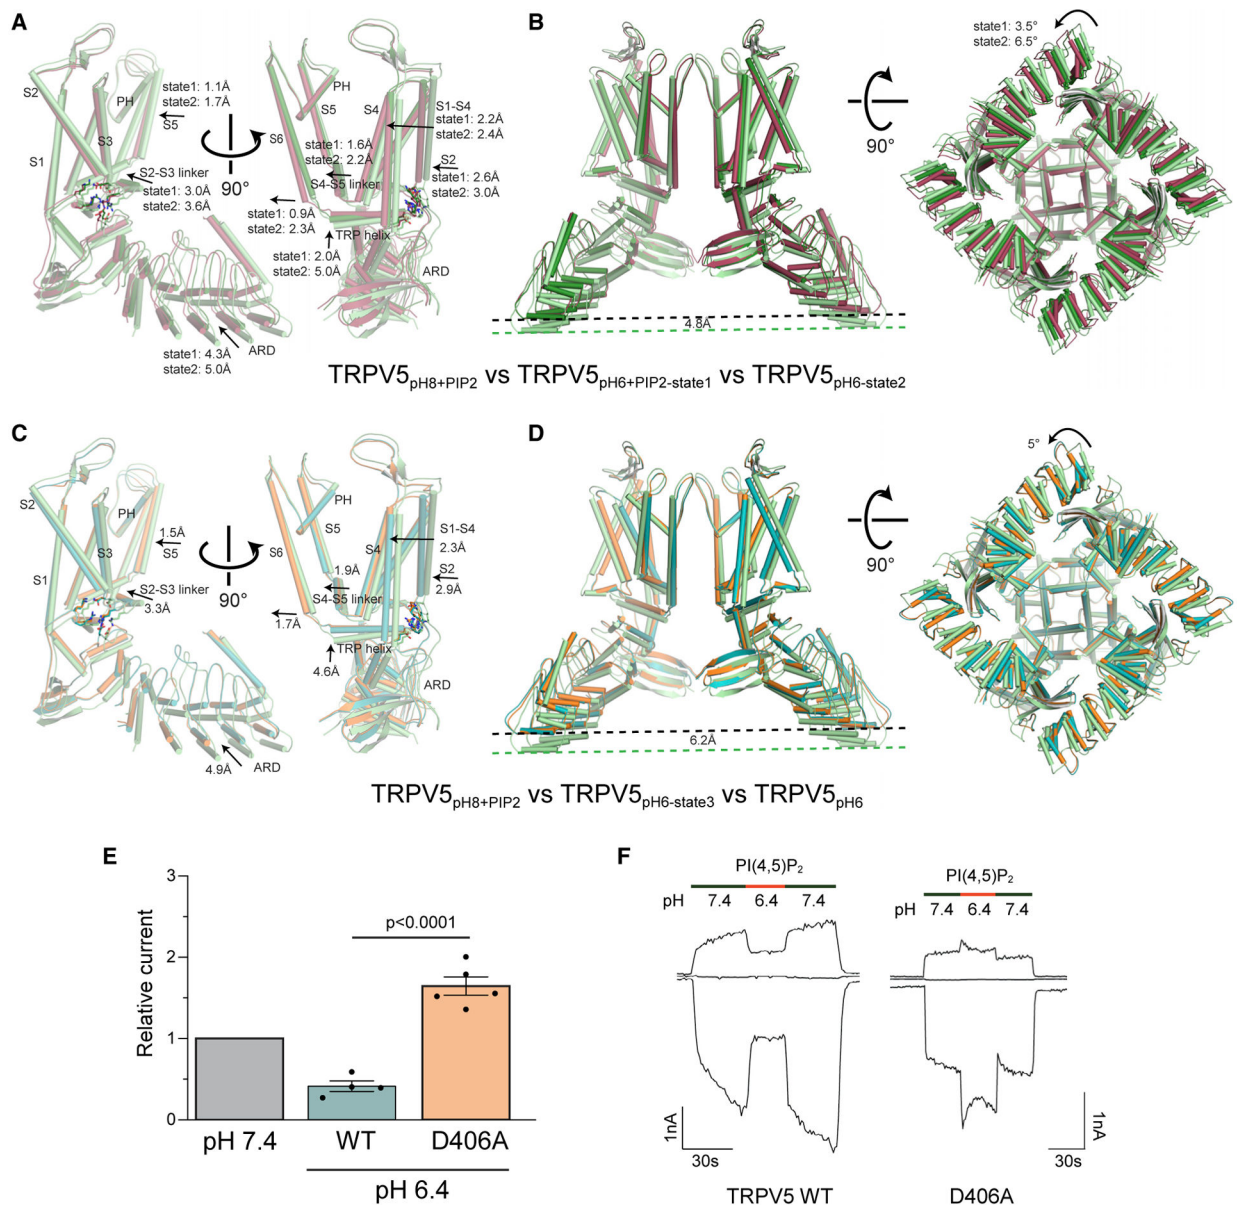 A
S2
PH
state1: 1.1Å
state2: 1.7Å
S5
S3
S1
S2-S3 linker
state1: 3.0Å
state2: 3.6Å
90°
ARD
state1: 4.3Å
state2: 5.0Å
PH
S5
S4
S6
S1-S4
state1: 2.2Å
state2: 2.4Å
state1: 1.6Å
state2: 2.2Å
S4-S5 linker
S2
state1: 2.6Å
state2: 3.0Å
state1: 0.9Å
state2: 2.3Å
TRP helix
state1: 2.0Å
state2: 5.0Å
ARD
B
4.8Å
90°
state1: 3.5°
state2: 6.5°
TRPV5pH8+PIP2 vs TRPV5pH6+PIP2-state1 vs TRPV5pH6-state2
C
S2
PH
1.5Å
S5
S3
S1
S2-S3 linker
3.3Å
90°
4.9Å
ARD
PH
S5
S6
S4
S1-S4
2.3Å
1.9Å
S4-S5 linker
S2
2.9Å
1.7Å
TRP helix
4.6Å
ARD
D
6.2Å
90°
5°
TRPV5pH8+PIP2 vs TRPV5pH6-state3 vs TRPV5pH6
E
Relative current
3
2
1
0
p<0.0001
pH 7.4
WT
D406A
pH 6.4
F
PI(4,5)P2
pH
7.4 6.4 7.4
1nA
30s
TRPV5 WT
PI(4,5)P2
pH
7.4 6.4 7.4
1nA
30s
D406A